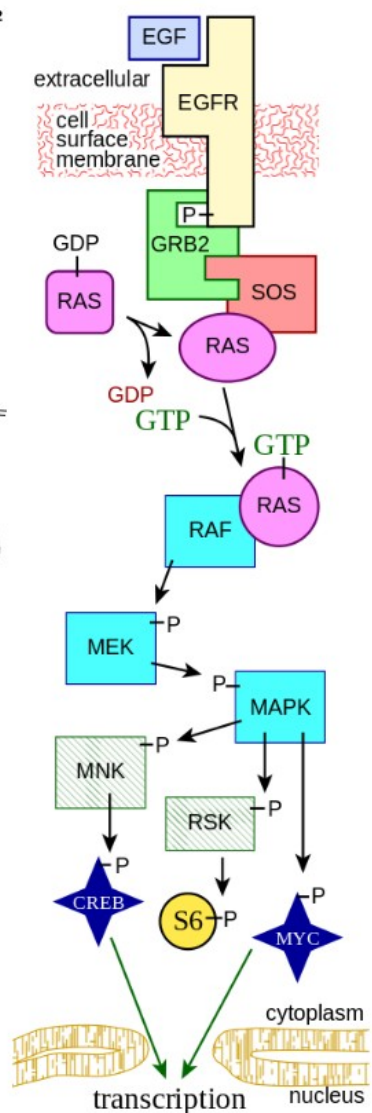 EGF
EGFR
extracellular
cell
surface
membrane
P
GRB2
GDP
SOS
RAS
RAS
GDP
GTP
GTP
RAS
RAF
P
MEK
P
MAPK
P
MNK
P
RSK
P
CREB
P
S6
P
MYC
cytoplasm
nucleus
transcription